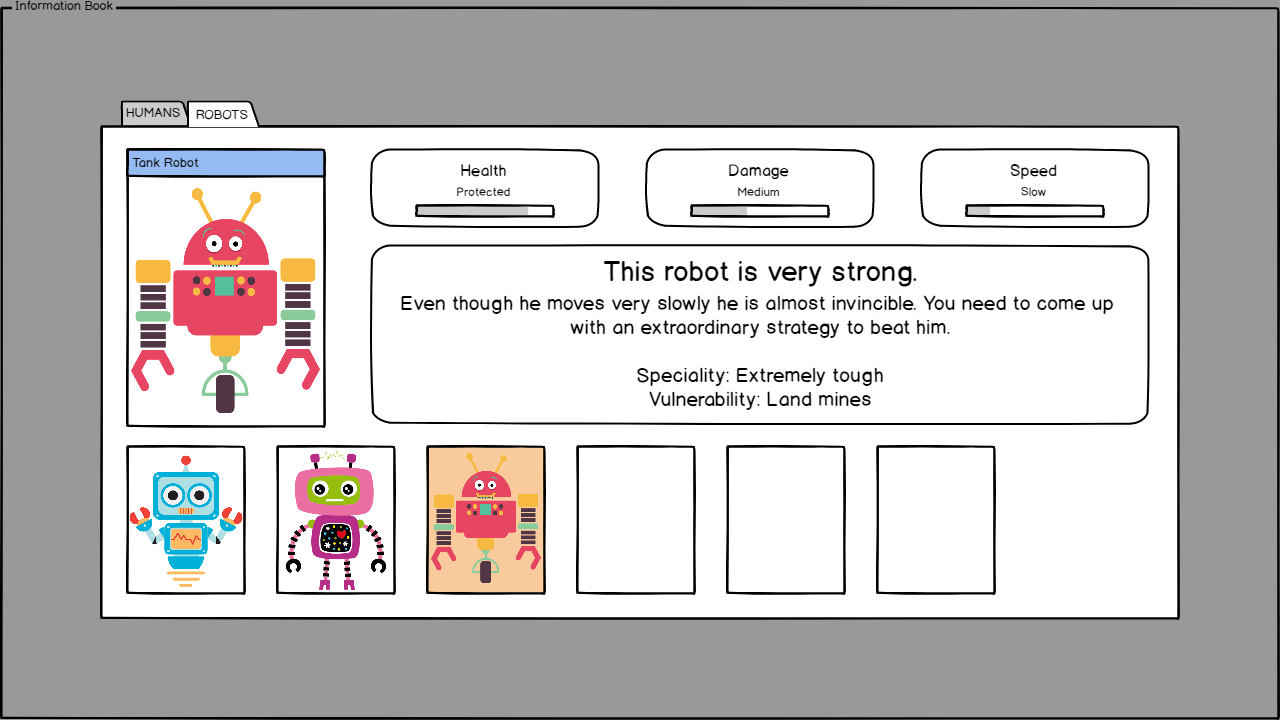 Information Book
HUMANS
ROBOTS
Tank Robot
Health
Protected
Damage
Medium
Speed
Slow
This robot is very strong.
Even though he moves very slowly he is almost invincible. You need to come up
with an extraordinary strategy to beat him.
Speciality: Extremely tough
Vulnerability: Land mines